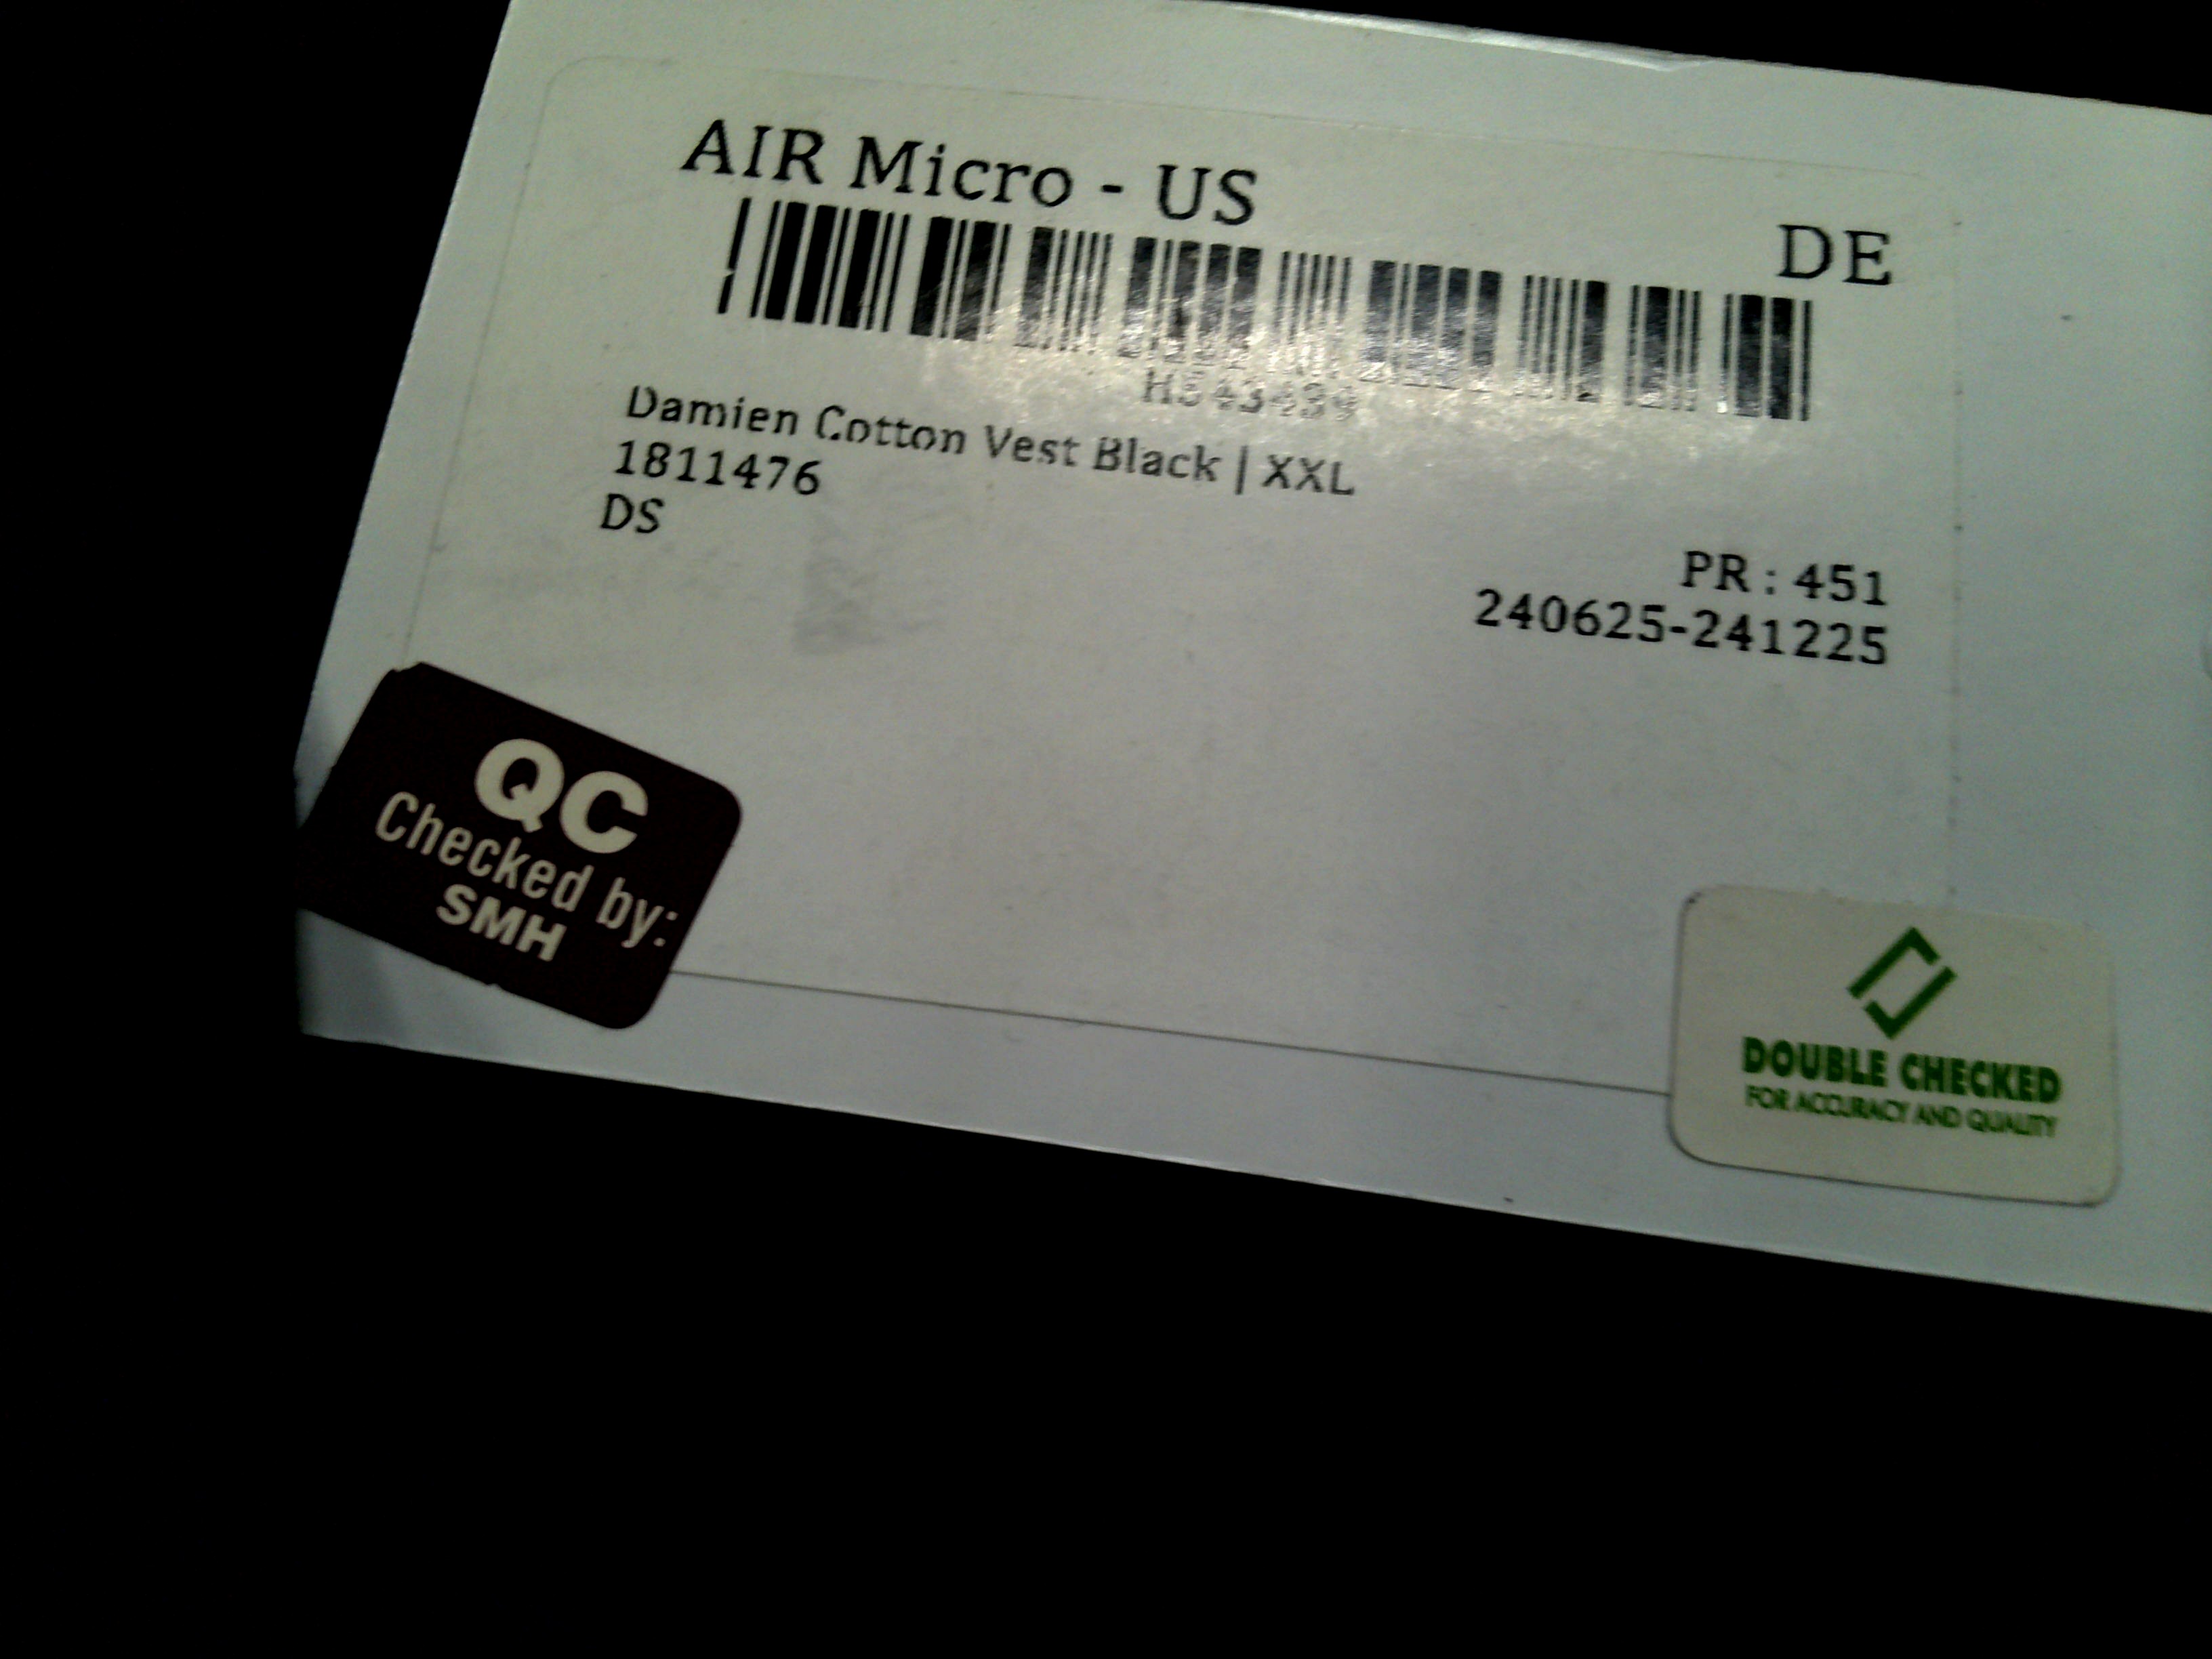 AIR Micro - US
DE
H543439
Damien Cotton Vest Black | XXL
1811476
DS
PR : 451
240625-241225
QC
Checked by:
SMH
DOUBLE CHECKED
FOR ACCURACY AND QUALITY